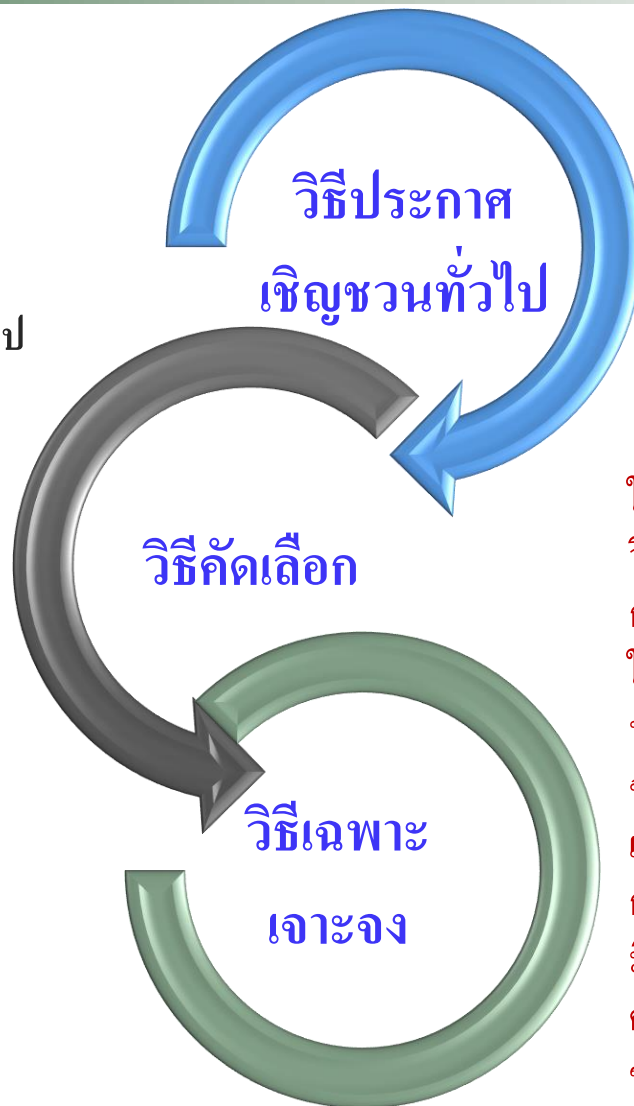 วิธีประกาศ
เชิญชวนทั่วไป
ป
วิธีคัดเลือก
วิธีเฉพาะ
เจาะจง